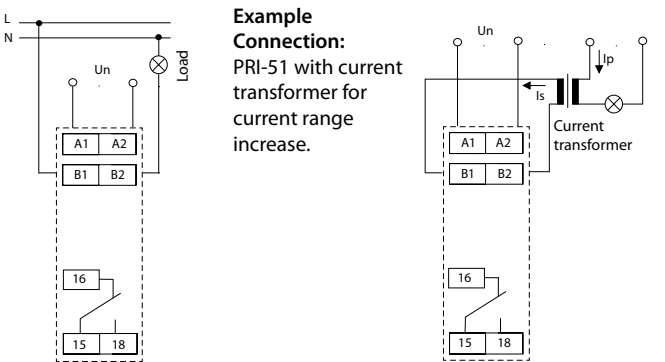 L
N
Un
Load
A1 A2
B1 B2
16
15 18
Example
Connection:
PRI-51 with current
transformer for
current range
increase.
Un
Ip
Is
Current
transformer
A1 A2
B1 B2
16
15 18